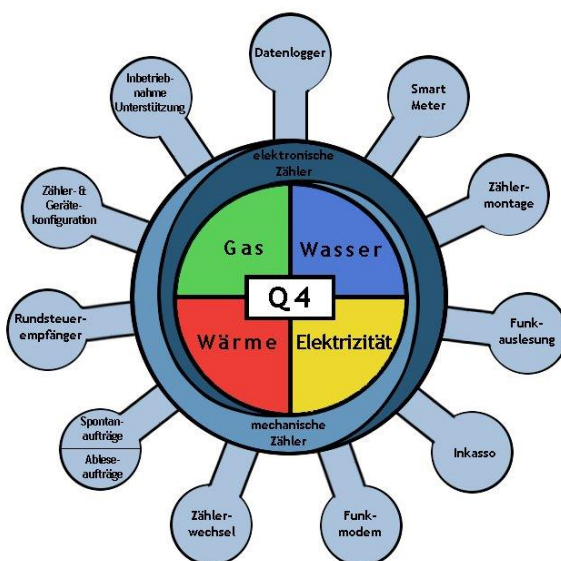 Datenlogger
Inbetrieb-
nahme
Unterstützung
Smart
Meter
elektronische
Zähler
Zähler- &
Geräte-
konfiguration
Zähler-
montage
Gas
Wasser
Q4
Rundsteuer-
empfänger
Funk-
auslesung
Wärme
Elektrizität
Spontan-
aufträge
Ablese-
aufträge
mechanische
Zähler
Inkasso
Zähler-
wechsel
Funk-
modem